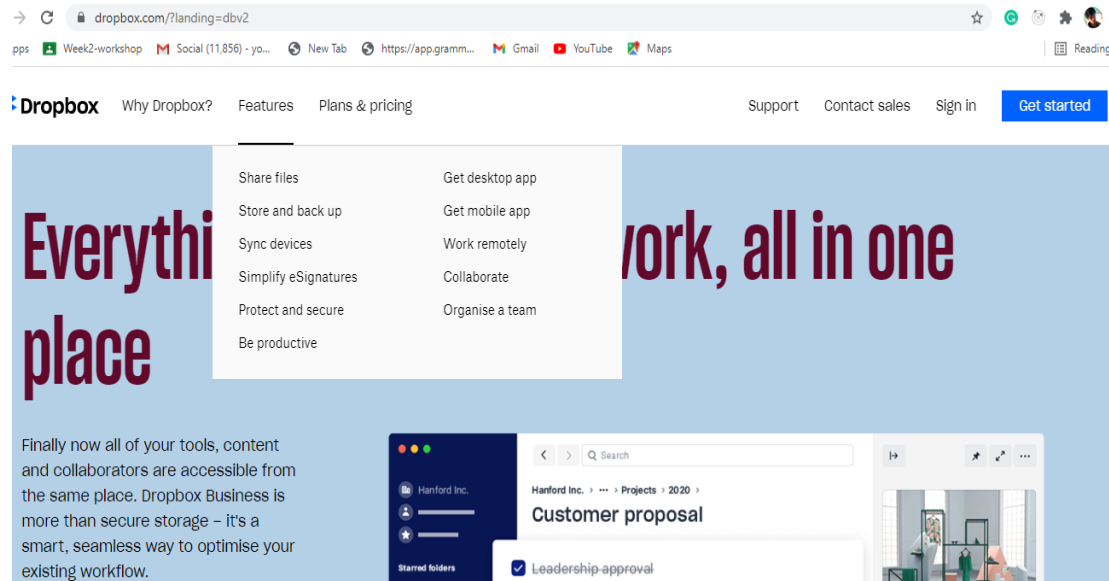 dropbox.com/?landing=dbv2
pps Week2-workshop Social (11,856) - yo... New Tab https://app.gramm... Gmail YouTube Maps Reading
Dropbox Why Dropbox? Features Plans & pricing Support Contact sales Sign in Get started
Share files Get desktop app
Store and back up Get mobile app
Sync devices Work remotely
Simplify eSignatures Collaborate
Protect and secure Organise a team
Be productive
Everythi ork, all in one
place
Finally now all of your tools, content
and collaborators are accessible from
the same place. Dropbox Business is
more than secure storage – it's a
smart, seamless way to optimise your
existing workflow.
Search
Hanford Inc.
Hanford Inc. > ··· > Projects > 2020 >
Customer proposal
Starred folders
Leadership approval